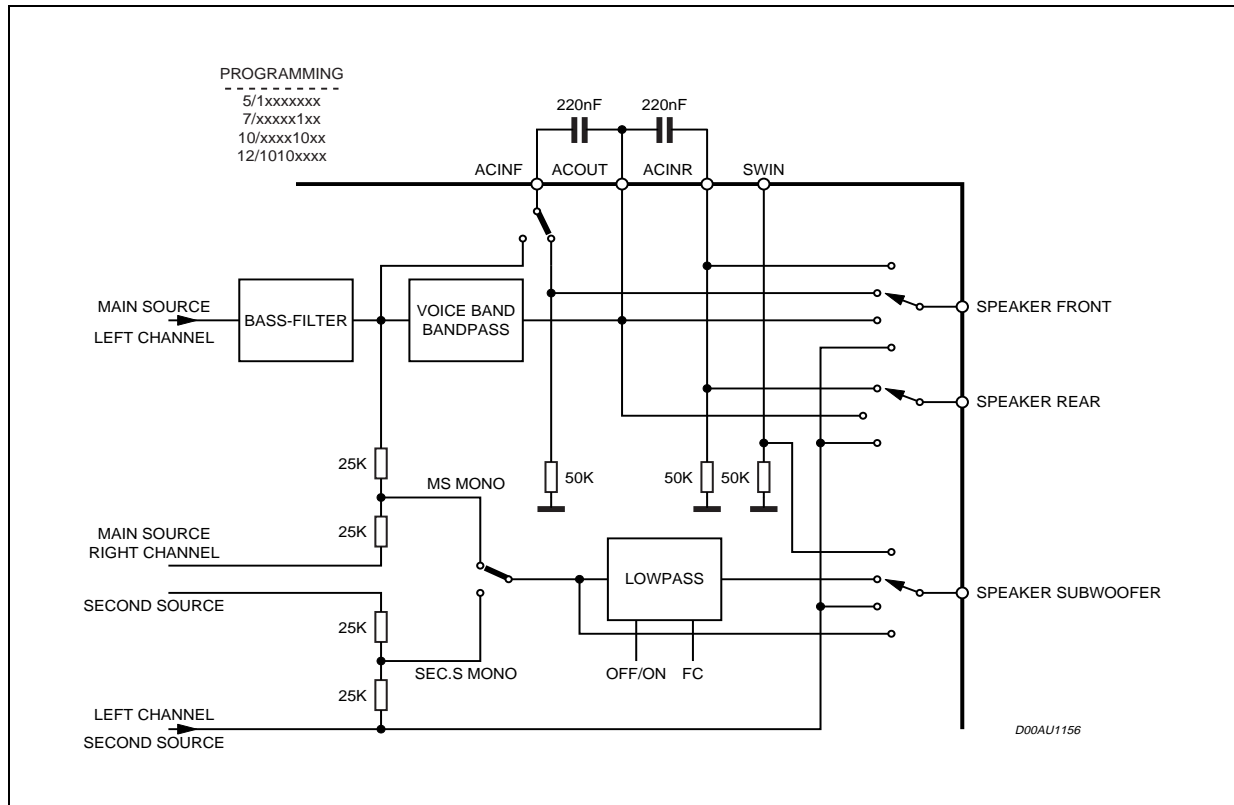 PROGRAMMING
5/1xxxxxxx
7/xxxxx1xx
10/xxxx10xx
12/1010xxxx
220nF
220nF
ACINF
ACOUT
ACINR
SWIN
MAIN SOURCE
LEFT CHANNEL
BASS-FILTER
VOICE BAND
BANDPASS
SPEAKER FRONT
SPEAKER REAR
25K
MS MONO
50K
50K
50K
25K
MAIN SOURCE
RIGHT CHANNEL
LOWPASS
SECOND SOURCE
SPEAKER SUBWOOFER
25K
SEC.S MONO
OFF/ON
FC
25K
LEFT CHANNEL
SECOND SOURCE
D00AU1156